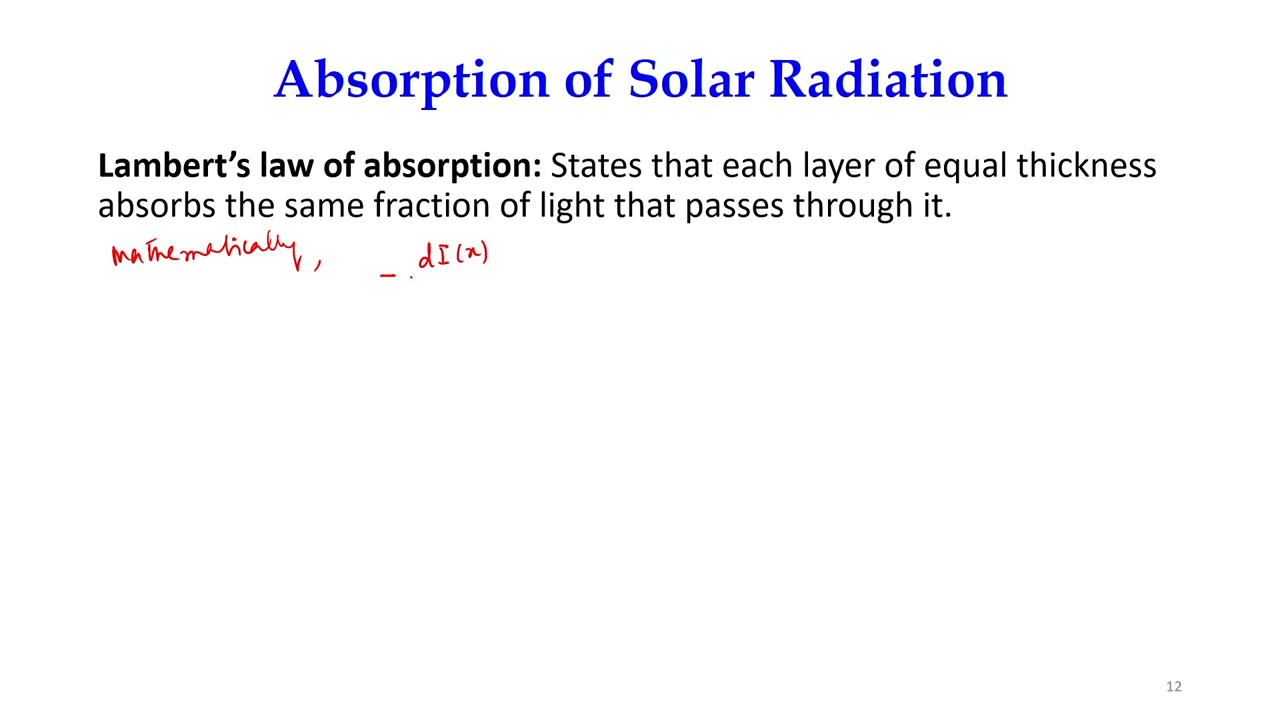 Absorption of Solar Radiation
Lambert’s law of absorption: States that each layer of equal thickness
absorbs the same fraction of light that passes through it.
Mathematically, - dI(x)
12